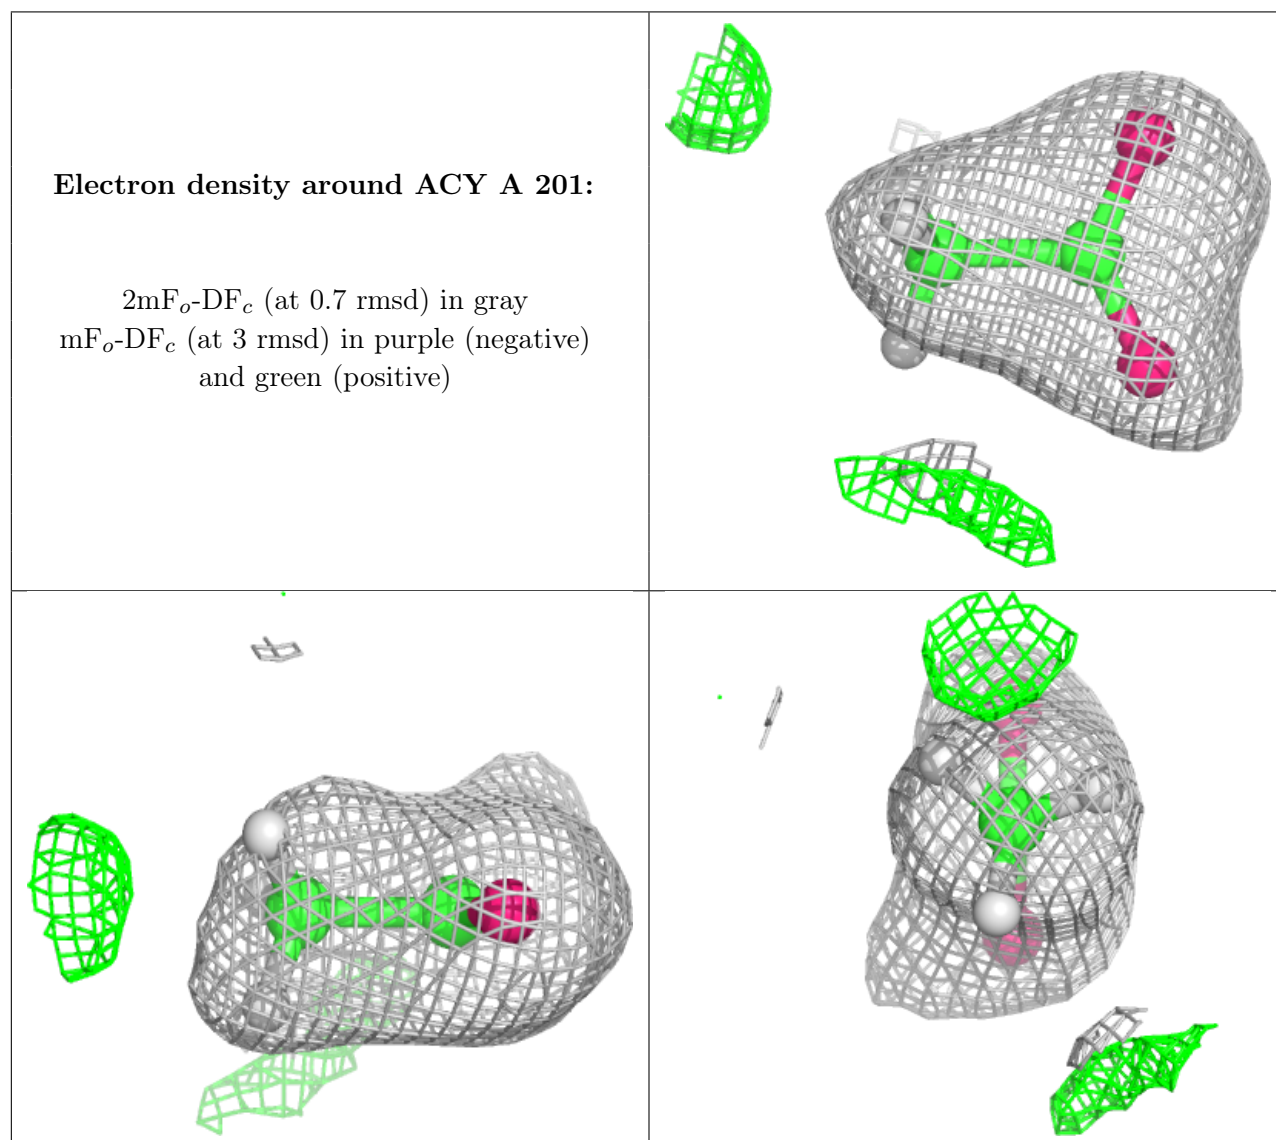 Electron density around ACY A 201:
2mFo-DFc (at 0.7 rmsd) in gray
mFo-DFc (at 3 rmsd) in purple (negative)
and green (positive)